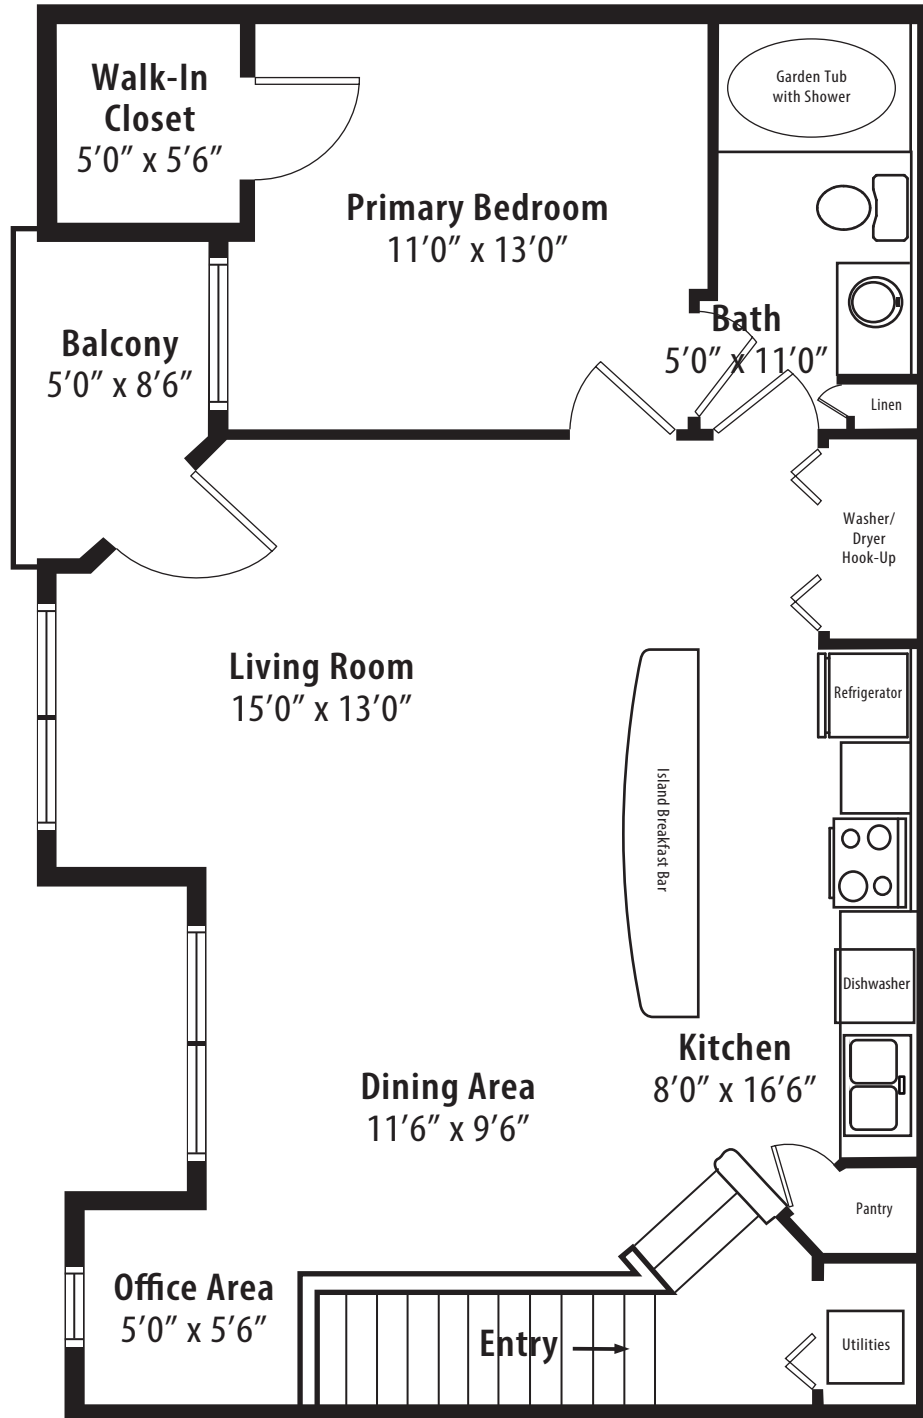 Walk-In
Closet
5’0” x 5’6”
Garden Tub
with Shower
Primary Bedroom
11’0” x 13’0”
Balcony
5’0” x 8’6”
Bath
5’0” x 11’0”
Linen
Washer/
Dryer
Hook-Up
Living Room
15’0” x 13’0”
Refrigerator
Island Breakfast Bar
Dishwasher
Kitchen
8’0” x 16’6”
Dining Area
11’6” x 9’6”
Pantry
Office Area
5’0” x 5’6”
Entry
Utilities